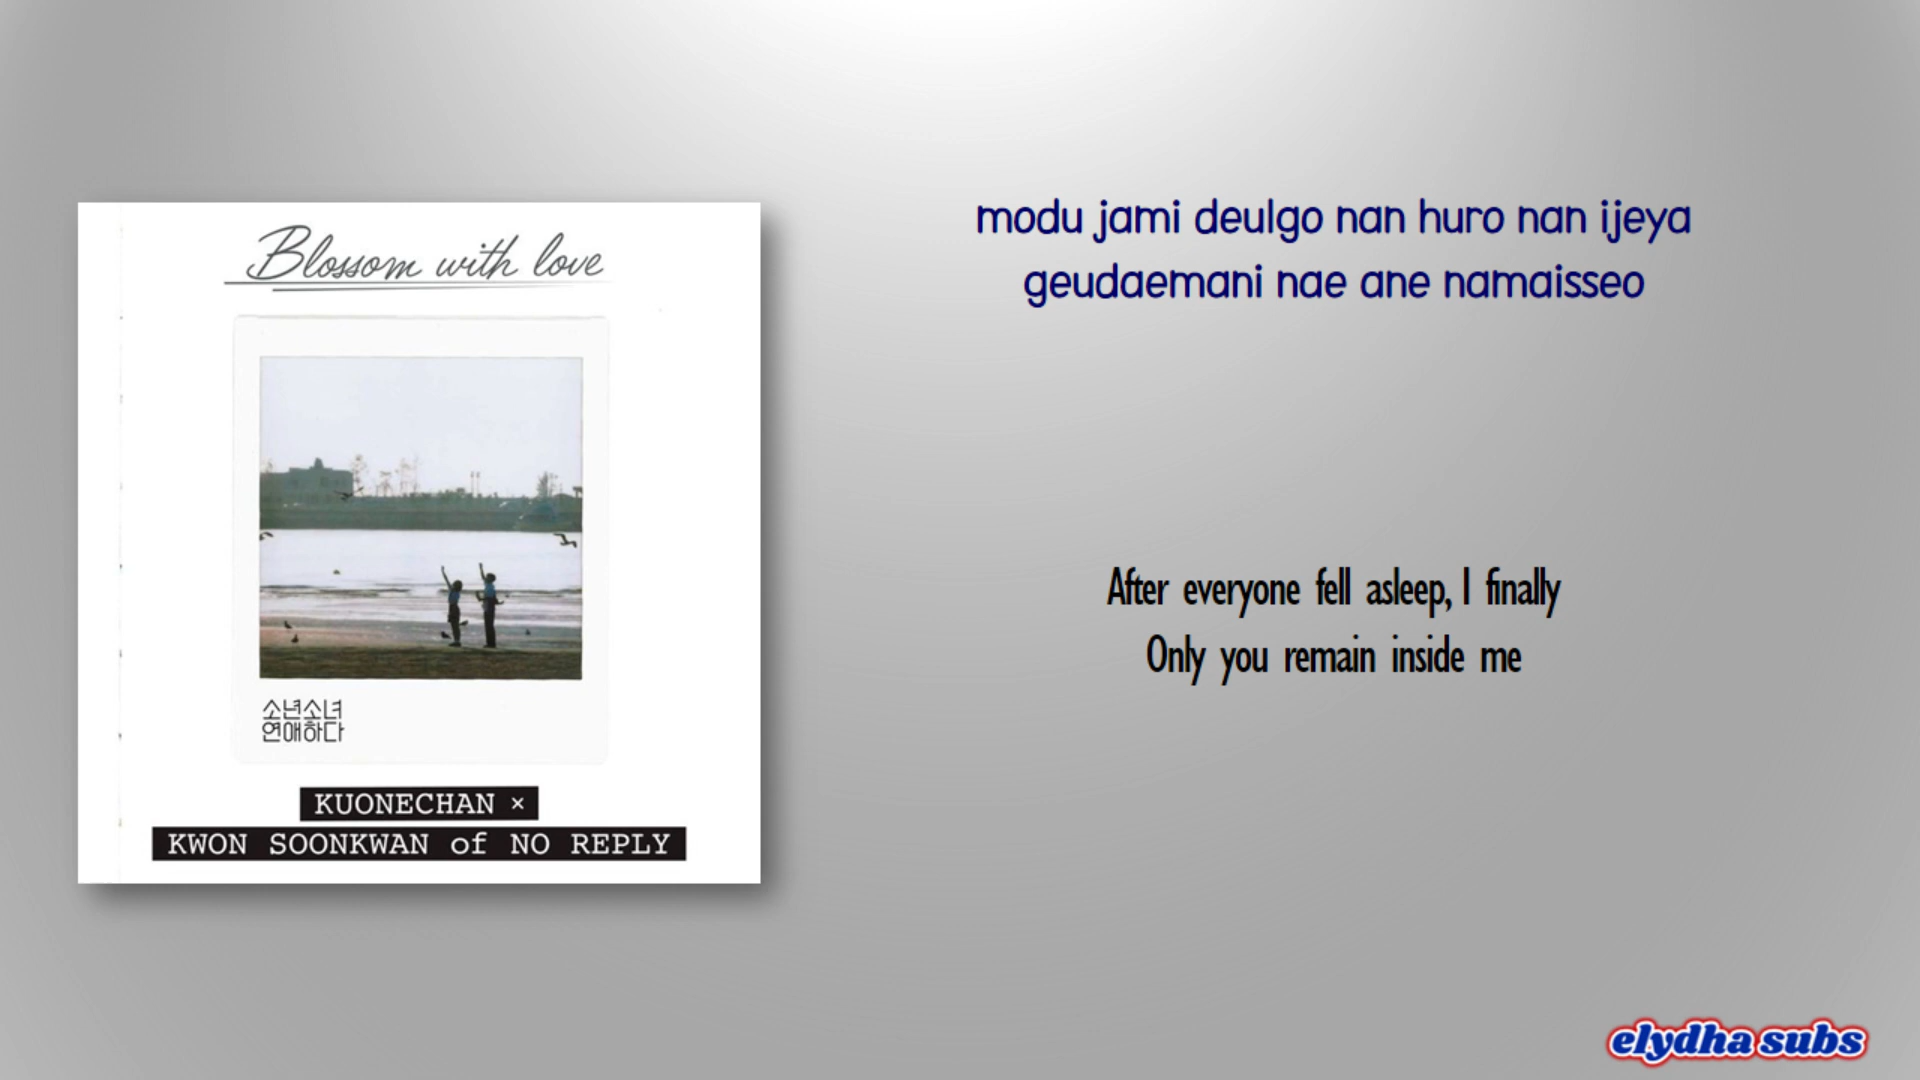 Blossom with love
소년소녀
연애하다
KUONECHAN ×
KWON SOONKWAN of NO REPLY
modu jami deulgo nan huro nan ijeya
geudaemani nae ane namaisseo
After everyone fell asleep, I finally
Only you remain inside me
elydha subs